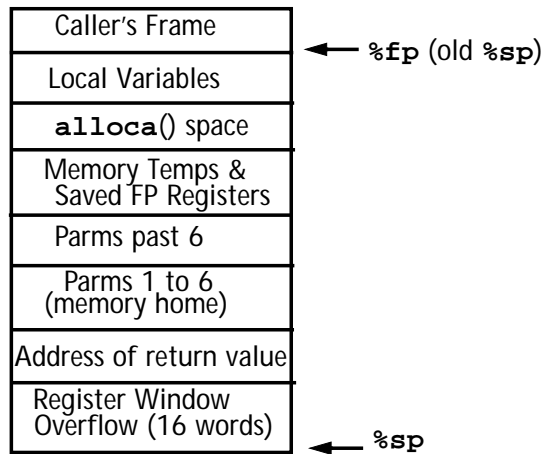 Caller's Frame
%fp (old %sp)
Local Variables
alloca() space
Memory Temps &
Saved FP Registers
Parms past 6
Parms 1 to 6
(memory home)
Address of return value
Register Window
Overflow (16 words)
%sp